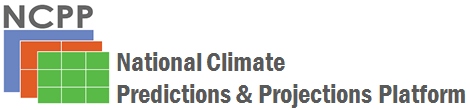 NCPP
National Climate
Predictions & Projections Platform